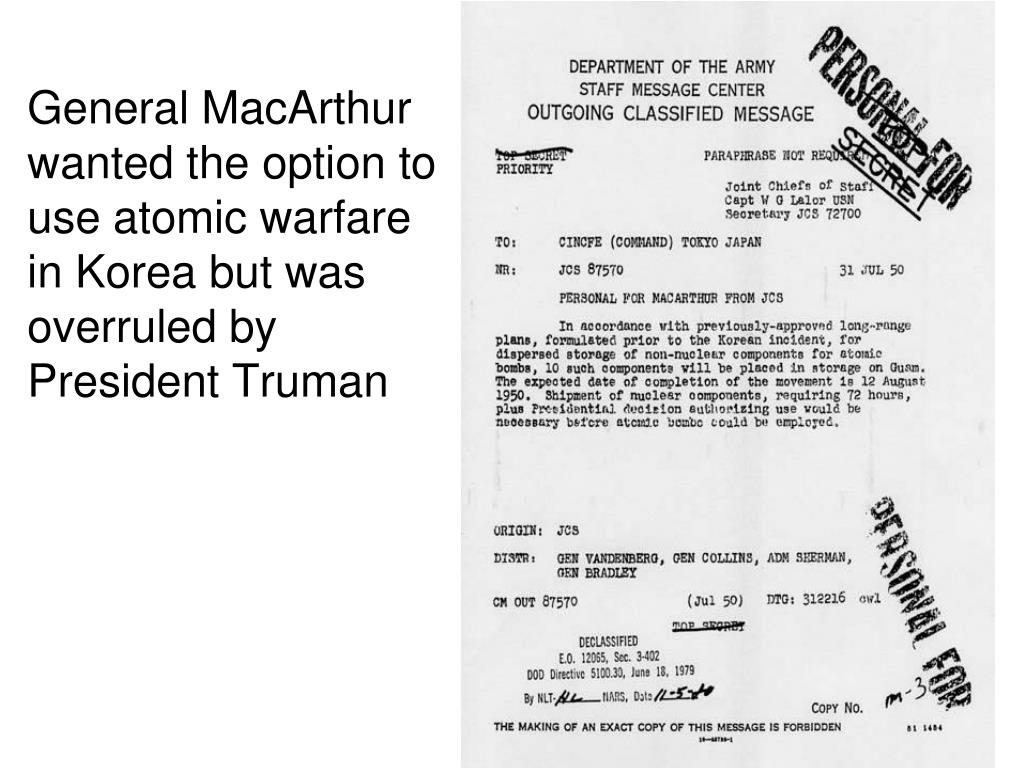 General MacArthur
wanted the option to
use atomic warfare
in Korea but was
overruled by
President Truman
DEPARTMENT OF THE ARMY
STAFF MESSAGE CENTER
OUTGOING CLASSIFIED MESSAGE
PERSONAL FOR
TOP
SECRET
TOP SECRET
PRIORITY
PARAPHRASE NOT REQUIRED
Joint Chiefs of Staff
Capt W G Lalor USN
Secretary JCS 72700
TO: CINCFE (COMMAND) TOKYO JAPAN
NR: JCS 87570 31 JUL 50
PERSONAL FOR MACARTHUR FROM JCS
In accordance with previously-approved long-range
plans, formulated prior to the Korean incident, for
dispersed storage of non-nuclear components for atomic
bombs, 10 such components will be placed in storage on Guam.
The expected date of completion of the movement is 12 August
1950. Shipment of nuclear components, requiring 72 hours,
plus Presidential decision authorizing use would be
necessary before atomic bombs could be employed.
ORIGIN: JCS
DISTR: GEN VANDENBERG, GEN COLLINS, ADM SHERMAN,
GEN BRADLEY
CM OUT 87570 (Jul 50) DTG: 312216 cwl
TOP SECRET
PERSONAL FOR
DECLASSIFIED
E.O. 12065, Sec. 3-402
DOD Directive 5100.30, June 18, 1979
By NLT- HL NARS, Date 11-5-80
M-3
COPY NO.
THE MAKING OF AN EXACT COPY OF THIS MESSAGE IS FORBIDDEN